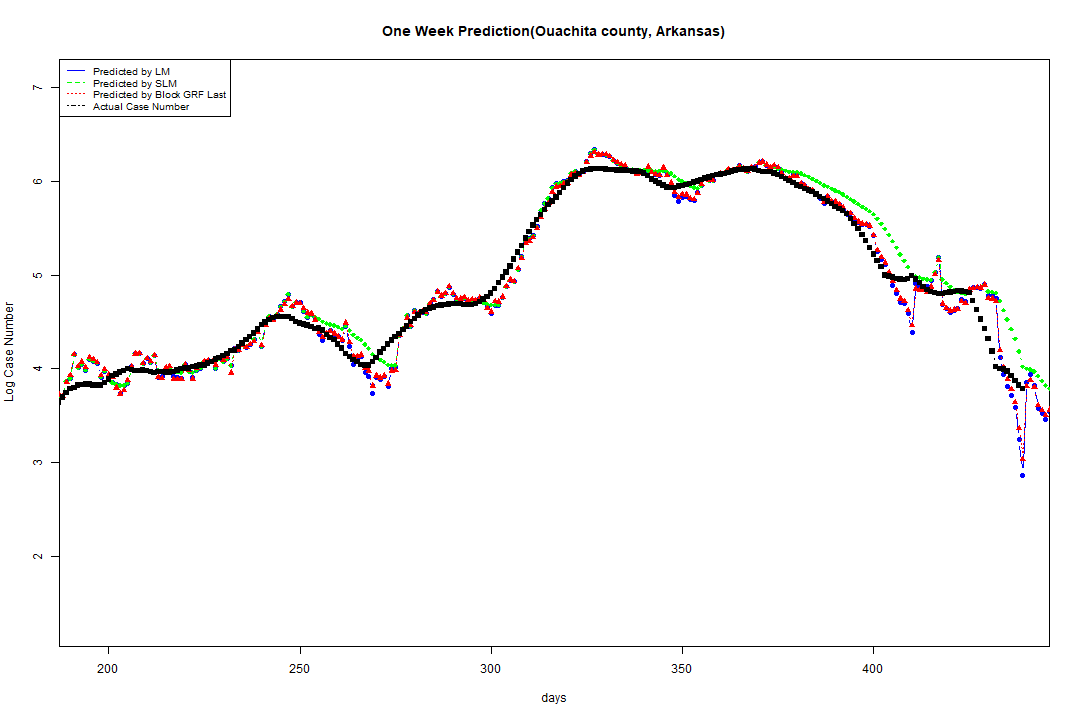 One Week Prediction(Ouachita county, Arkansas)
Predicted by LM
Predicted by SLM
Predicted by Block GRF Last
Actual Case Number
7
6
5
4
3
2
Log Case Number
200 250 300 350 400
days